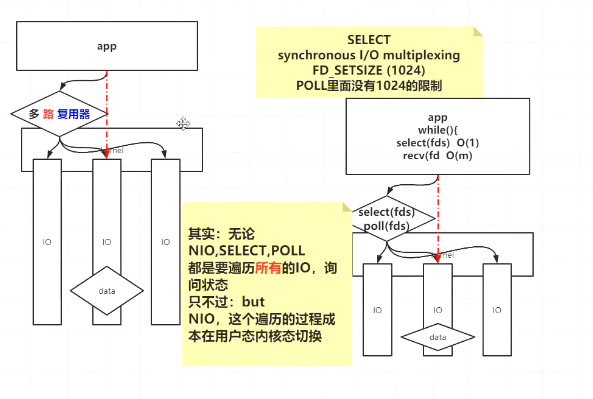 app
多 路 复用器
IO
IO
IO
data
SELECT
synchronous I/O multiplexing
FD_SETSIZE (1024)
POLL里面没有1024的限制
app
while(){
select(fds) O(1)
recv(fd O(m)
select(fds)
poll(fds)
IO
IO
IO
data
其实：无论
NIO,SELECT,POLL
都是要遍历所有的IO，询
问状态
只不过：but
NIO，这个遍历的过程成
本在用户态内核态切换